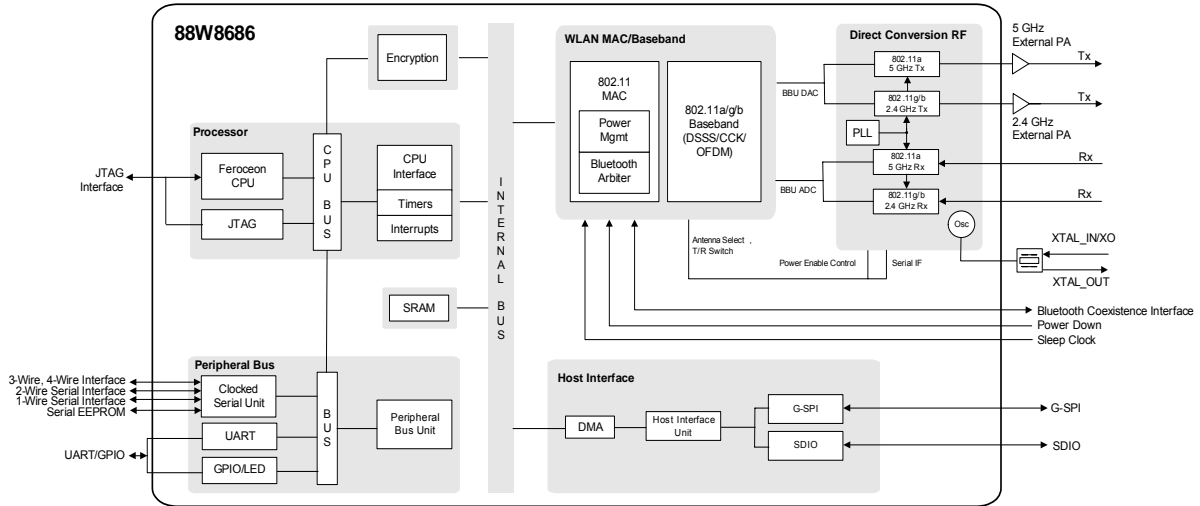 88W8686
Encryption
Processor
Feroceon
CPU
JTAG
JTAG
Interface
CPU BUS
CPU
Interface
Timers
Interrupts
SRAM
INTERNAL BUS
Peripheral Bus
3-Wire, 4-Wire Interface
2-Wire Serial Interface
1-Wire Serial Interface
Serial EEPROM
UART/GPIO
Clocked
Serial Unit
UART
GPIO/LED
BUS
Peripheral
Bus Unit
WLAN MAC/Baseband
802.11
MAC
Power
Mgmt
Bluetooth
Arbiter
802.11a/g/b
Baseband
(DSSS/CCK/
OFDM)
BBU DAC
BBU ADC
Direct Conversion RF
802.11a
5 GHz Tx
802.11g/b
2.4 GHz Tx
PLL
802.11a
5 GHz Rx
802.11g/b
2.4 GHz Rx
Osc
5 GHz
External PA
Tx
Tx
2.4 GHz
External PA
Rx
Rx
XTAL_IN/XO
XTAL_OUT
Antenna Select ,
T/R Switch
Power Enable Control
Serial IF
Bluetooth Coexistence Interface
Power Down
Sleep Clock
Host Interface
DMA
Host Interface
Unit
G-SPI
SDIO
G-SPI
SDIO